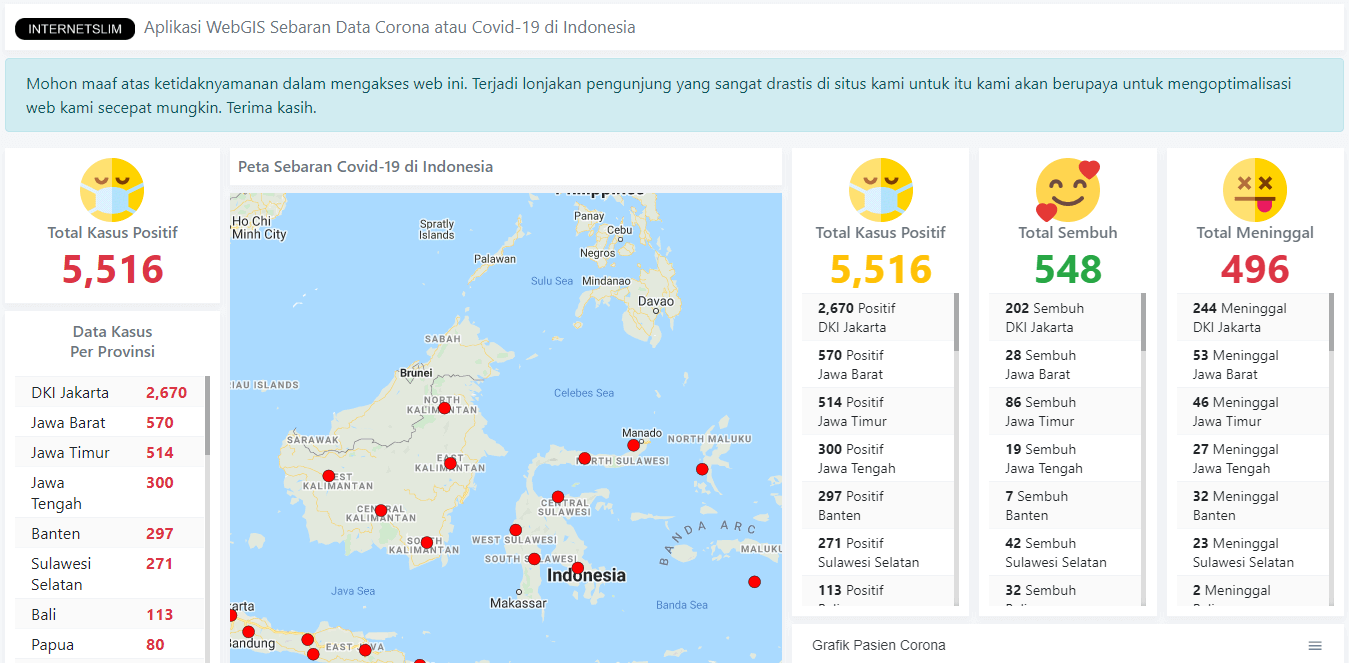 INTERNETSLIM Aplikasi WebGIS Sebaran Data Corona atau Covid-19 di Indonesia
Mohon maaf atas ketidaknyamanan dalam mengakses web ini. Terjadi lonjakan pengunjung yang sangat drastis di situs kami untuk itu kami akan berupaya untuk mengoptimalisasi
web kami secepat mungkin. Terima kasih.
Total Kasus Positif
5,516
Data Kasus
Per Provinsi
DKI Jakarta 2,670
Jawa Barat 570
Jawa Timur 514
Jawa 300
Tengah
Banten 297
Sulawesi 271
Selatan
Bali 113
Papua 80
Peta Sebaran Covid-19 di Indonesia
Philippines
Ho Chi
Minh City
Spratly
Islands
Panay
Cebu
Palawan
Negros
Sulu Sea
Mindanao
Davao
SABAH
Brunei
RIAU ISLANDS
NORTH
KALIMANTAN
Celebes Sea
SARAWAK
Manado
NORTH MALUKU
EAST
KALIMANTAN
NORTH SULAWESI
WEST
KALIMANTAN
CENTRAL
KALIMANTAN
CENTRAL
SULAWESI
SOUTH
KALIMANTAN
WEST SULAWESI
SOUTH SULAWESI
BANDA ARC
MALUKU
Indonesia
Java Sea
Makassar
Banda Sea
karta
Bandung
EAST JAVA
Total Kasus Positif
5,516
2,670 Positif
DKI Jakarta
570 Positif
Jawa Barat
514 Positif
Jawa Timur
300 Positif
Jawa Tengah
297 Positif
Banten
271 Positif
Sulawesi Selatan
113 Positif
Bali
Total Sembuh
548
202 Sembuh
DKI Jakarta
28 Sembuh
Jawa Barat
86 Sembuh
Jawa Timur
19 Sembuh
Jawa Tengah
7 Sembuh
Banten
42 Sembuh
Sulawesi Selatan
32 Sembuh
Bali
Total Meninggal
496
244 Meninggal
DKI Jakarta
53 Meninggal
Jawa Barat
46 Meninggal
Jawa Timur
27 Meninggal
Jawa Tengah
32 Meninggal
Banten
23 Meninggal
Sulawesi Selatan
2 Meninggal
Bali
Grafik Pasien Corona